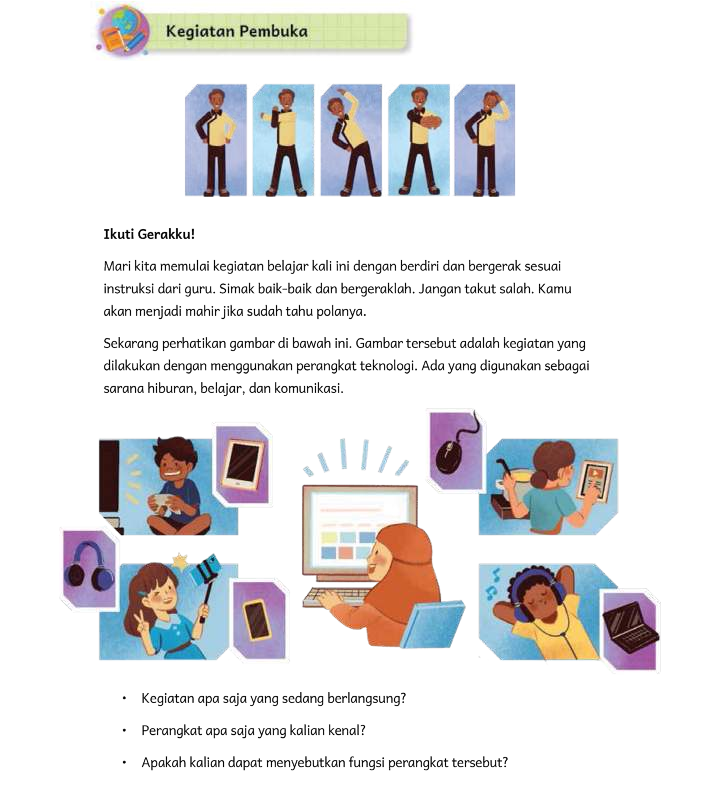 Kegiatan Pembuka
Ikuti Gerakku!
Mari kita memulai kegiatan belajar kali ini dengan berdiri dan bergerak sesuai
instruksi dari guru. Simak baik-baik dan bergeraklah. Jangan takut salah. Kamu
akan menjadi mahir jika sudah tahu polanya.
Sekarang perhatikan gambar di bawah ini. Gambar tersebut adalah kegiatan yang
dilakukan dengan menggunakan perangkat teknologi. Ada yang digunakan sebagai
sarana hiburan, belajar, dan komunikasi.
• Kegiatan apa saja yang sedang berlangsung?
• Perangkat apa saja yang kalian kenal?
• Apakah kalian dapat menyebutkan fungsi perangkat tersebut?